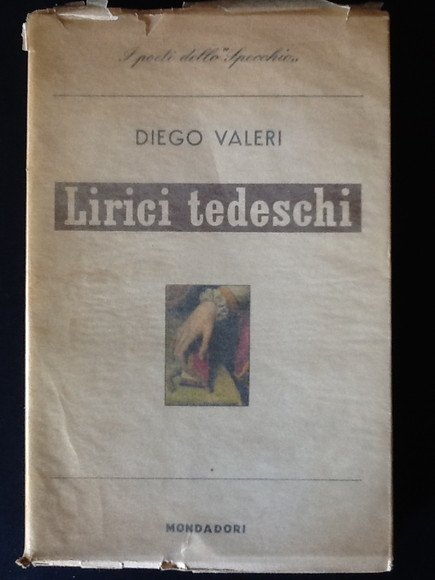 I poeti dello "Specchio„
DIEGO VALERI
Lirici tedeschi
MONDADORI